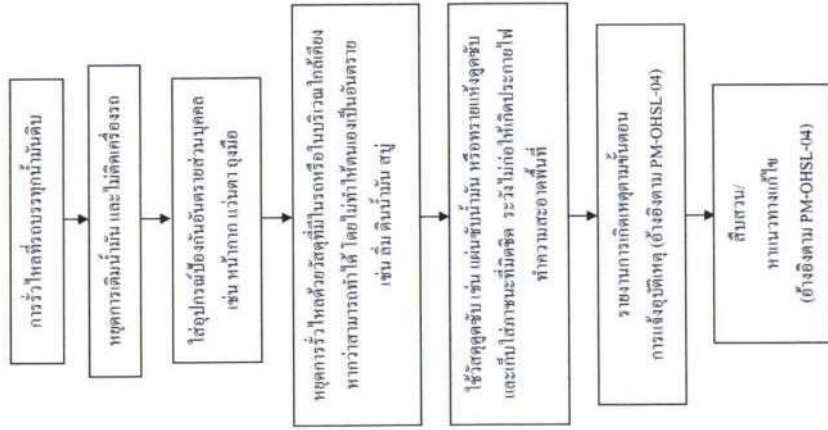 การรั่วไหลที่รถบรรทุกน้ำมันดิบ
หยุดการเติมน้ำมัน และไม่ติดเครื่องรถ
ใส่อุปกรณ์ป้องกันอันตรายส่วนบุคคล
เช่น หน้ากาก แว่นตา ถุงมือ
หยุดการรั่วไหลด้วยวัสดุที่มีในรถหรือในบริเวณใกล้เคียง
หากว่าสามารถทำได้ โดยไม่ทำให้ตนเองเป็นอันตราย
เช่น ลิ่ม ดินน้ำมัน สบู่
ใช้วัสดุดูดซับ เช่น แผ่นซับน้ำมัน หรือทรายแห้งดูดซับ
และเก็บใส่ภาชนะที่มิดชิด ระวังไม่ก่อให้เกิดประกายไฟ
ทำความสะอาดพื้นที่
รายงานการเกิดเหตุตามขั้นตอน
การแจ้งอุบัติเหตุ (อ้างอิงตาม PM-OHSL-04)
สืบสวน/
หาแนวทางแก้ไข
(อ้างอิงตาม PM-OHSL-04)